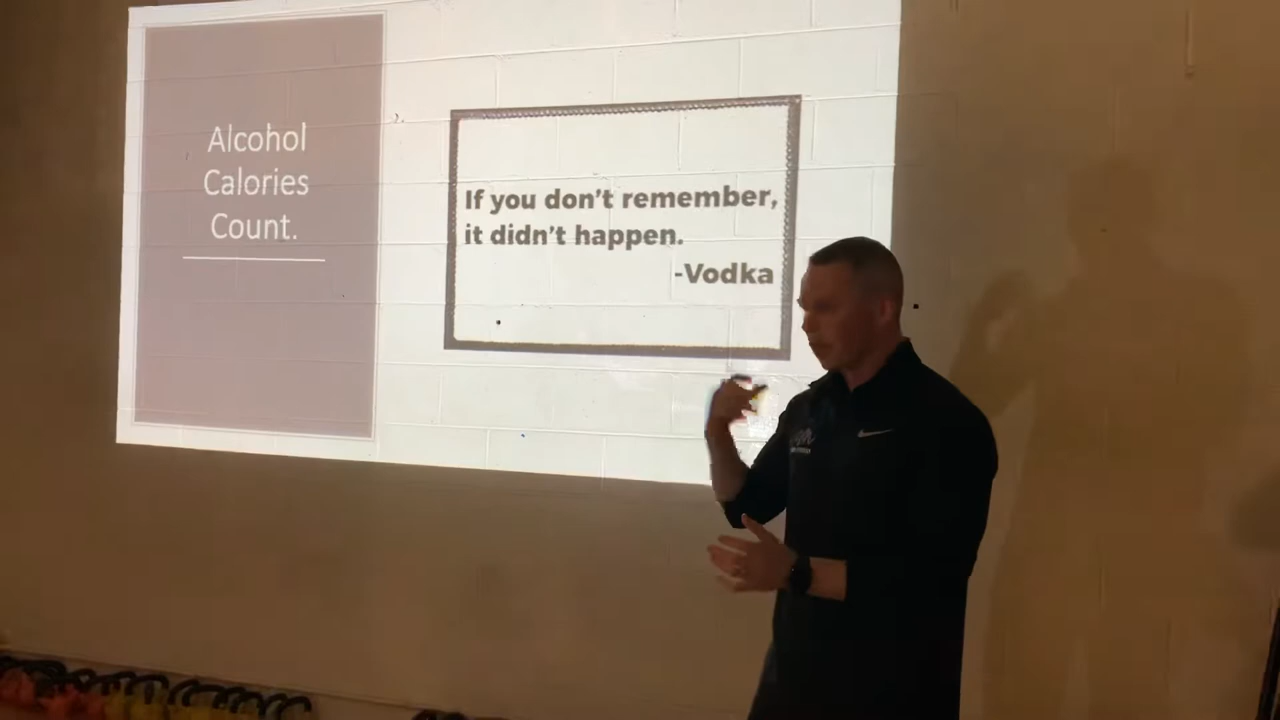 Alcohol
Calories
Count.
If you don't remember,
it didn't happen.
-Vodka